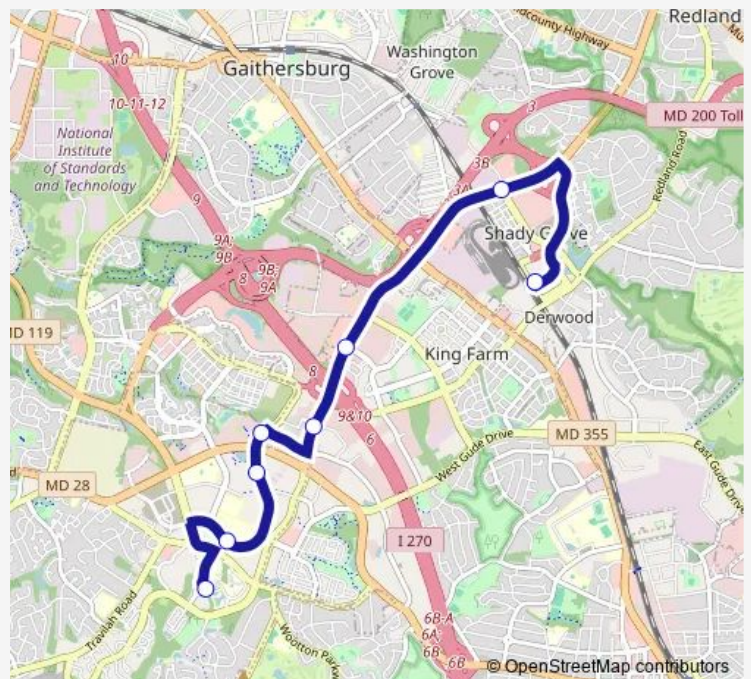 Redland
dcounty Highway
Washington
Grove
10
Gaithersburg
10-11-12
3
MD 200 Toll
National
Institute
of Standards
and Technology
3B
3A
Redland Road
9
9A;
9B
8
9B;
9A
Shady Grove
Derwood
MD 119
King Farm
8
9&10
6
MD 355
West Gude Drive
East Gude Drive
MD 28
I 270
Travilah Road
Wootton Parkw
6B-A
6A;
6B
6B
© OpenStreetMap contributors